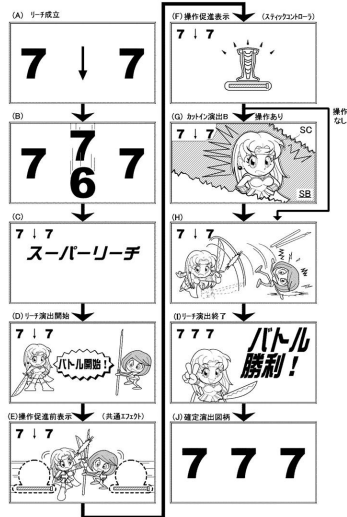 (A) リーチ成立
7 ↓ 7
(B)
7 7 7
6
(C)
7 ↓ 7
スーパーリーチ
(D)リーチ演出開始
7 ↓ 7
バトル開始！
(E)操作促進前表示 (共通エフェクト)
7 ↓ 7
(F)操作促進表示 (スティックコントローラ)
7 ↓ 7
(G) カットイン演出B 操作あり
操作
なし
7 ↓ 7
SC
SB
(H)
7 ↓ 7
(I)リーチ演出終了
7 7 7
バトル
勝利！
(J)確定演出図柄
7 7 7